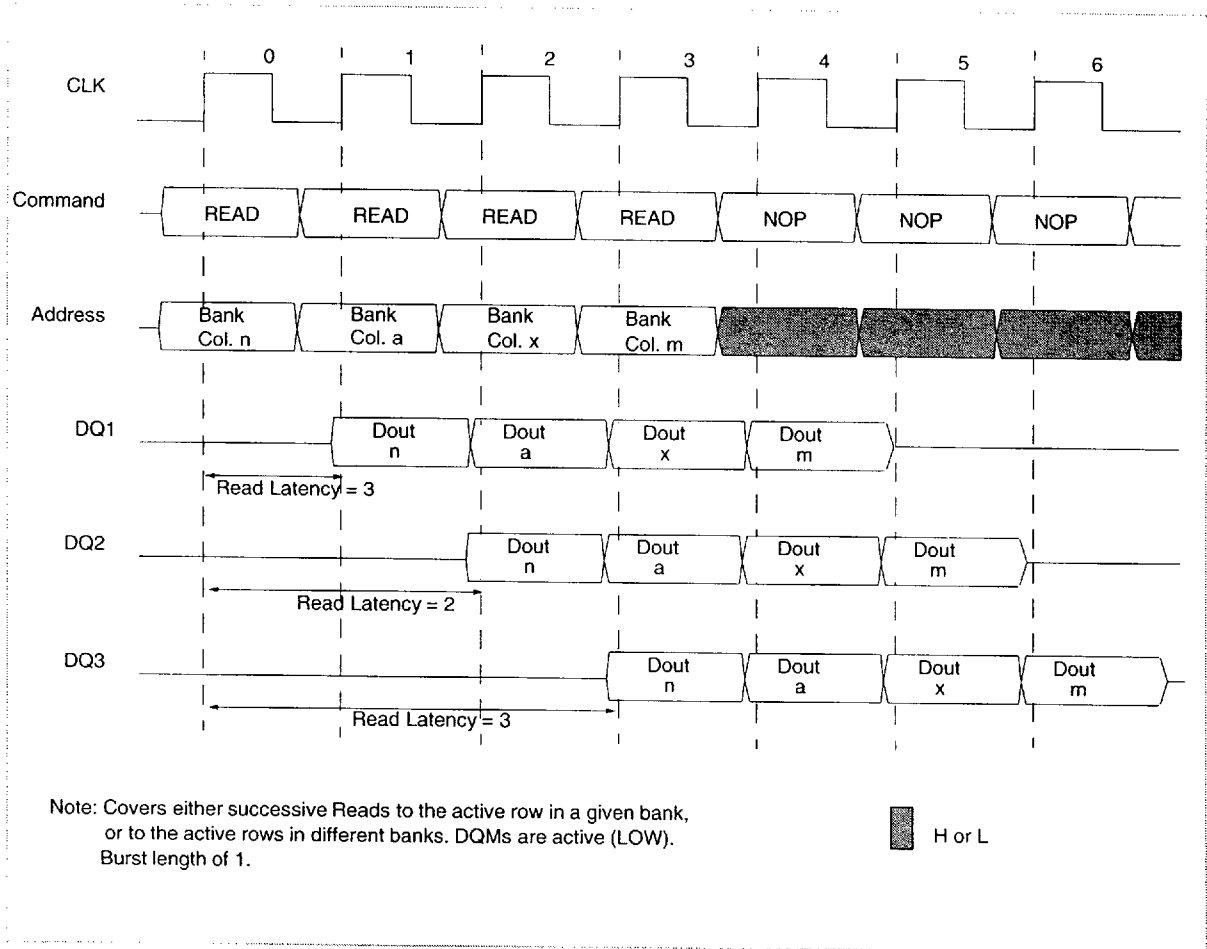 0 1 2 3 4 5 6
CLK
Command
READ READ READ READ NOP NOP NOP
Address
Bank Bank Bank Bank
Col. n Col. a Col. x Col. m
DQ1
Dout Dout Dout Dout
n a x m
Read Latency = 3
DQ2
Dout Dout Dout Dout
n a x m
Read Latency = 2
DQ3
Dout Dout Dout Dout
n a x m
Read Latency = 3
Note: Covers either successive Reads to the active row in a given bank,
or to the active rows in different banks. DQMs are active (LOW).
Burst length of 1.
H or L